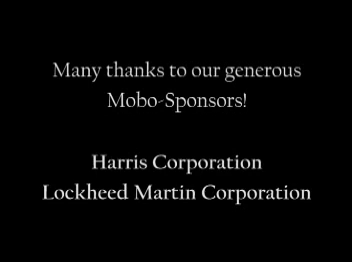 Many thanks to our generous
Mobo-Sponsors!
Harris Corporation
Lockheed Martin Corporation